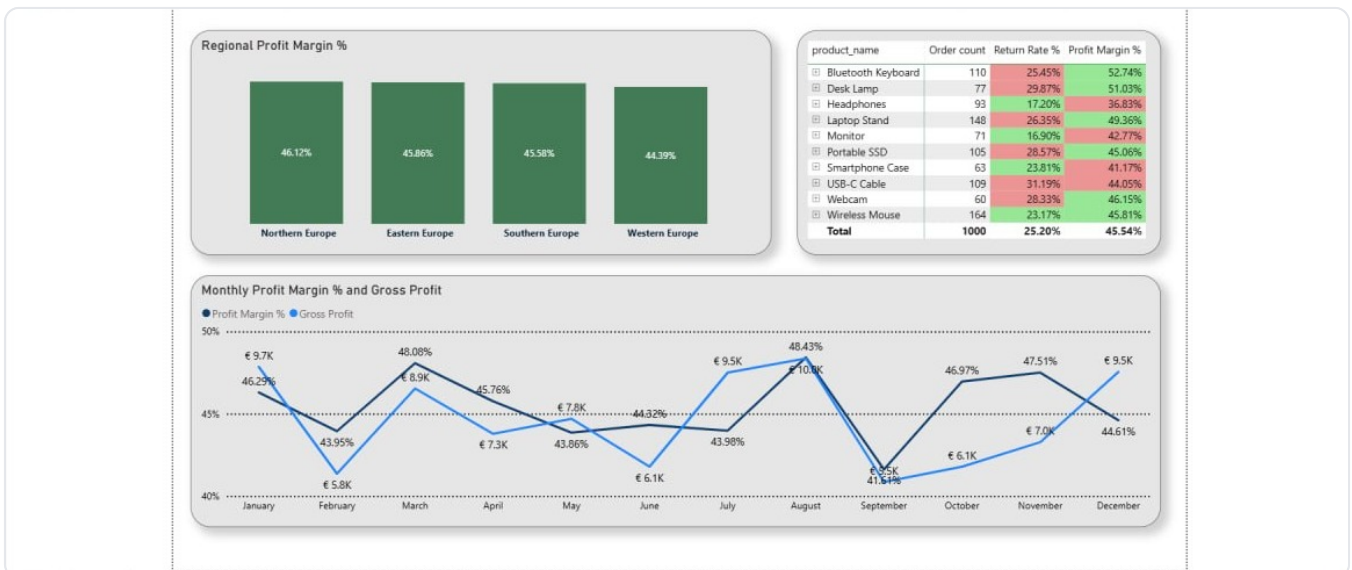 Regional Profit Margin %
46.12%
45.86%
45.58%
44.39%
Northern Europe
Eastern Europe
Southern Europe
Western Europe
product_name Order count Return Rate % Profit Margin %
Bluetooth Keyboard 110 25.45% 52.74%
Desk Lamp 77 29.87% 51.03%
Headphones 93 17.20% 36.83%
Laptop Stand 148 26.35% 49.36%
Monitor 71 16.90% 42.77%
Portable SSD 105 28.57% 45.06%
Smartphone Case 63 23.81% 41.17%
USB-C Cable 109 31.19% 44.05%
Webcam 60 28.33% 46.15%
Wireless Mouse 164 23.17% 45.81%
Total 1000 25.20% 45.54%
Monthly Profit Margin % and Gross Profit
Profit Margin % Gross Profit
50%
45%
40%
€ 9.7K
46.29%
43.95%
€ 5.8K
48.08%
€ 8.9K
45.76%
€ 7.3K
€ 7.8K
43.86%
44.32%
€ 6.1K
€ 9.5K
43.98%
48.43%
€ 10.0K
€ 5.5K
41.61%
46.97%
€ 6.1K
47.51%
€ 7.0K
€ 9.5K
44.61%
January February March April May June July August September October November December